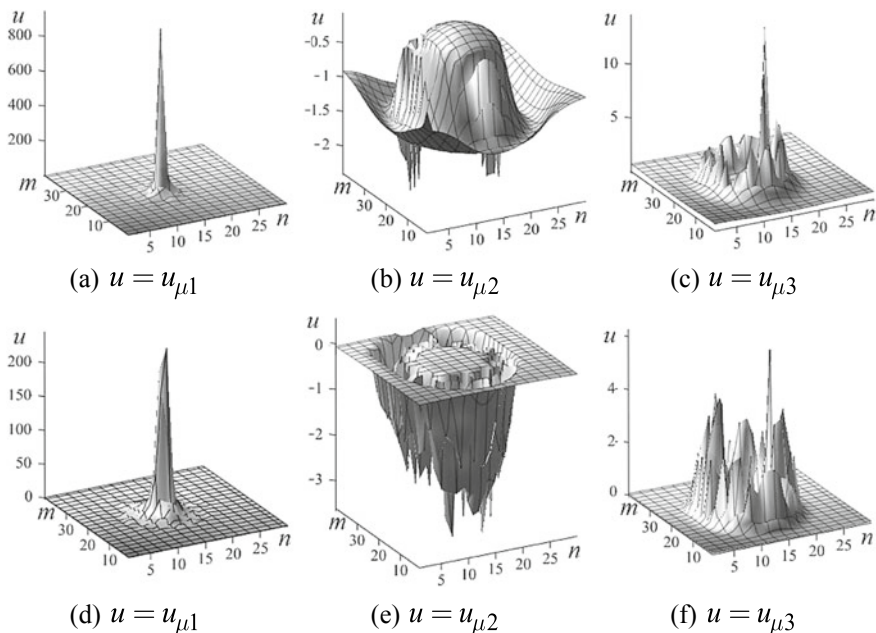 u
800
600
400
200
m
30
20
10
5
10
15
20
25
n
(a) u = uμ1
u
-0.5
-1
-1.5
-2
m
30
20
10
5
10
15
20
25
n
(b) u = uμ2
u
10
5
m
30
20
10
5
10
15
20
25
n
(c) u = uμ3
u
200
150
100
50
0
m
30
20
10
5
10
15
20
25
n
(d) u = uμ1
u
0
-1
-2
-3
m
30
20
10
5
10
15
20
25
n
(e) u = uμ2
u
4
2
0
m
30
20
10
5
10
15
20
25
n
(f) u = uμ3